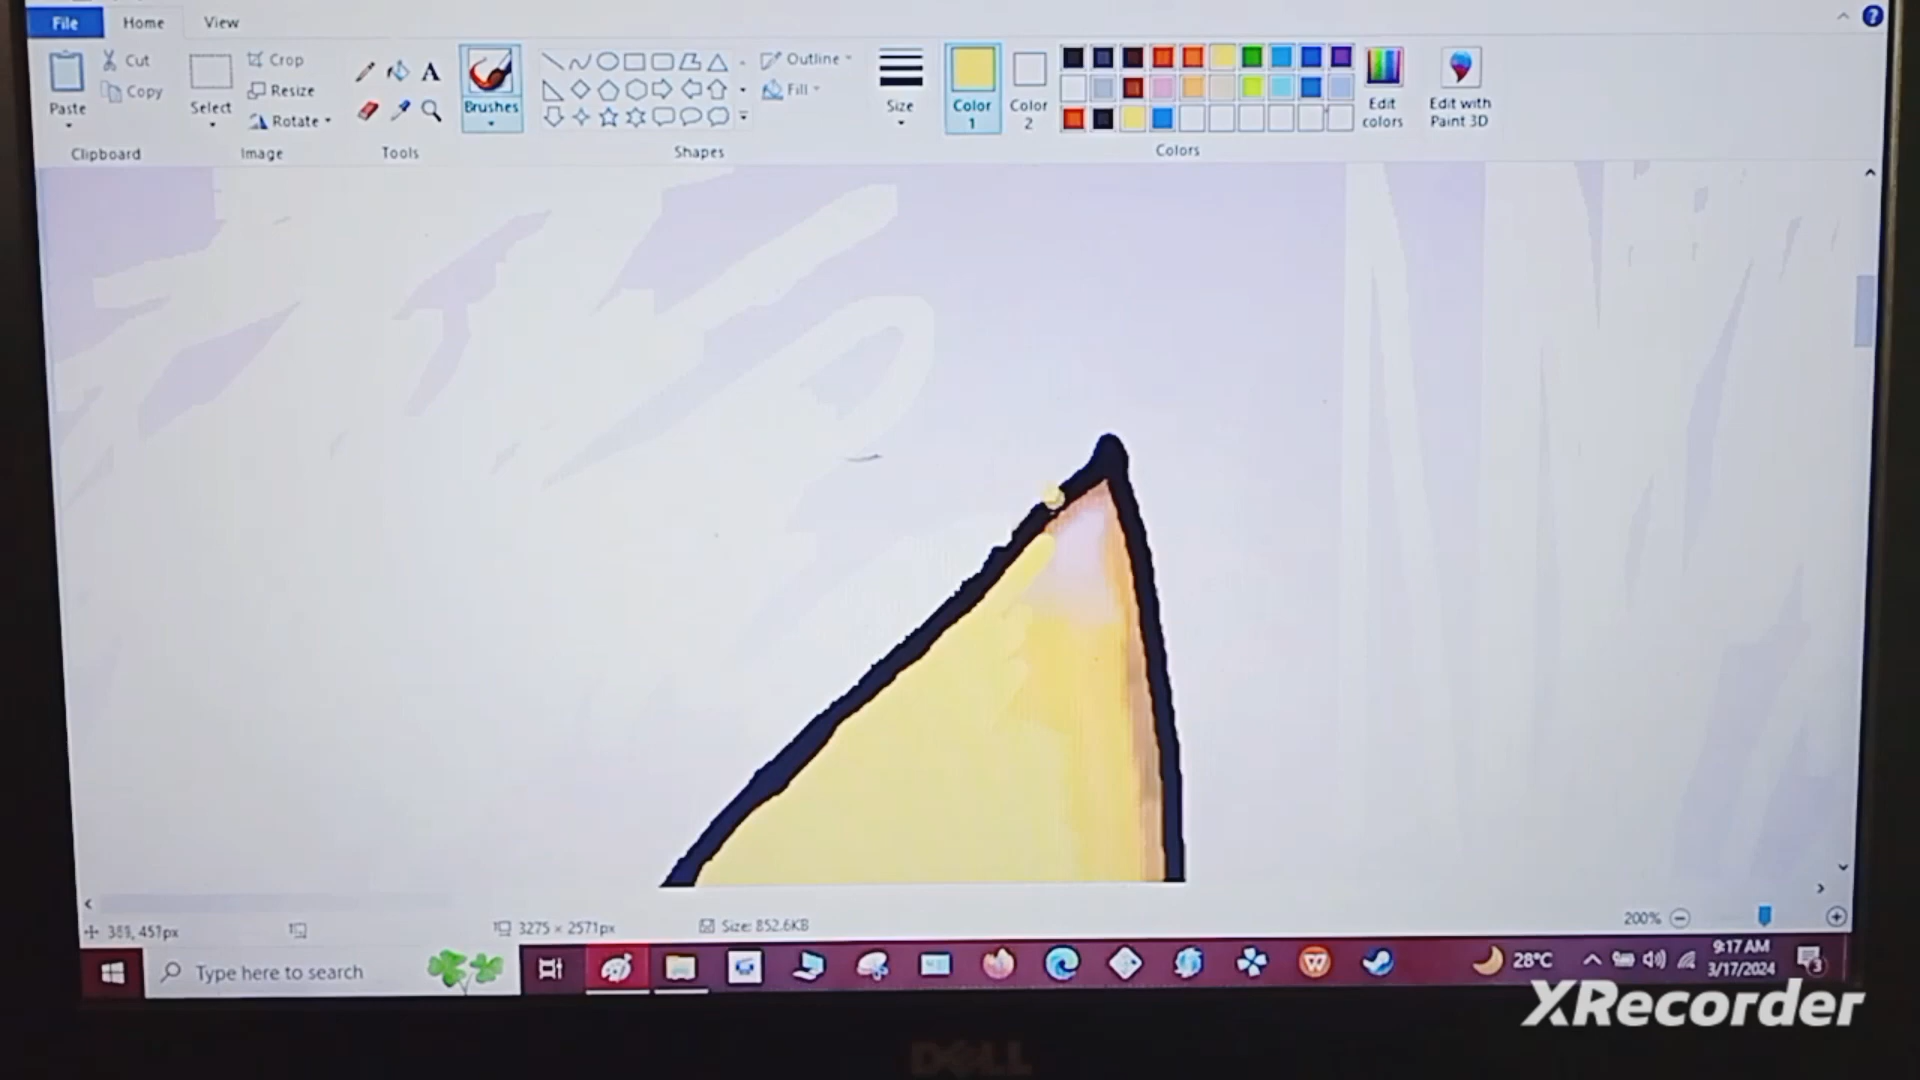 File Home View
Cut
Copy
Paste
Clipboard
Select
Crop
Resize
Rotate
Image
Tools
Brushes
Outline
Fill
Shapes
Size
Color 1
Color 2
Edit colors
Edit with Paint 3D
Colors
3275 × 2571px
Size: 852.6KB
200%
Type here to search
28°C
9:17 AM
3/17/2024
3
XRecorder
DELL